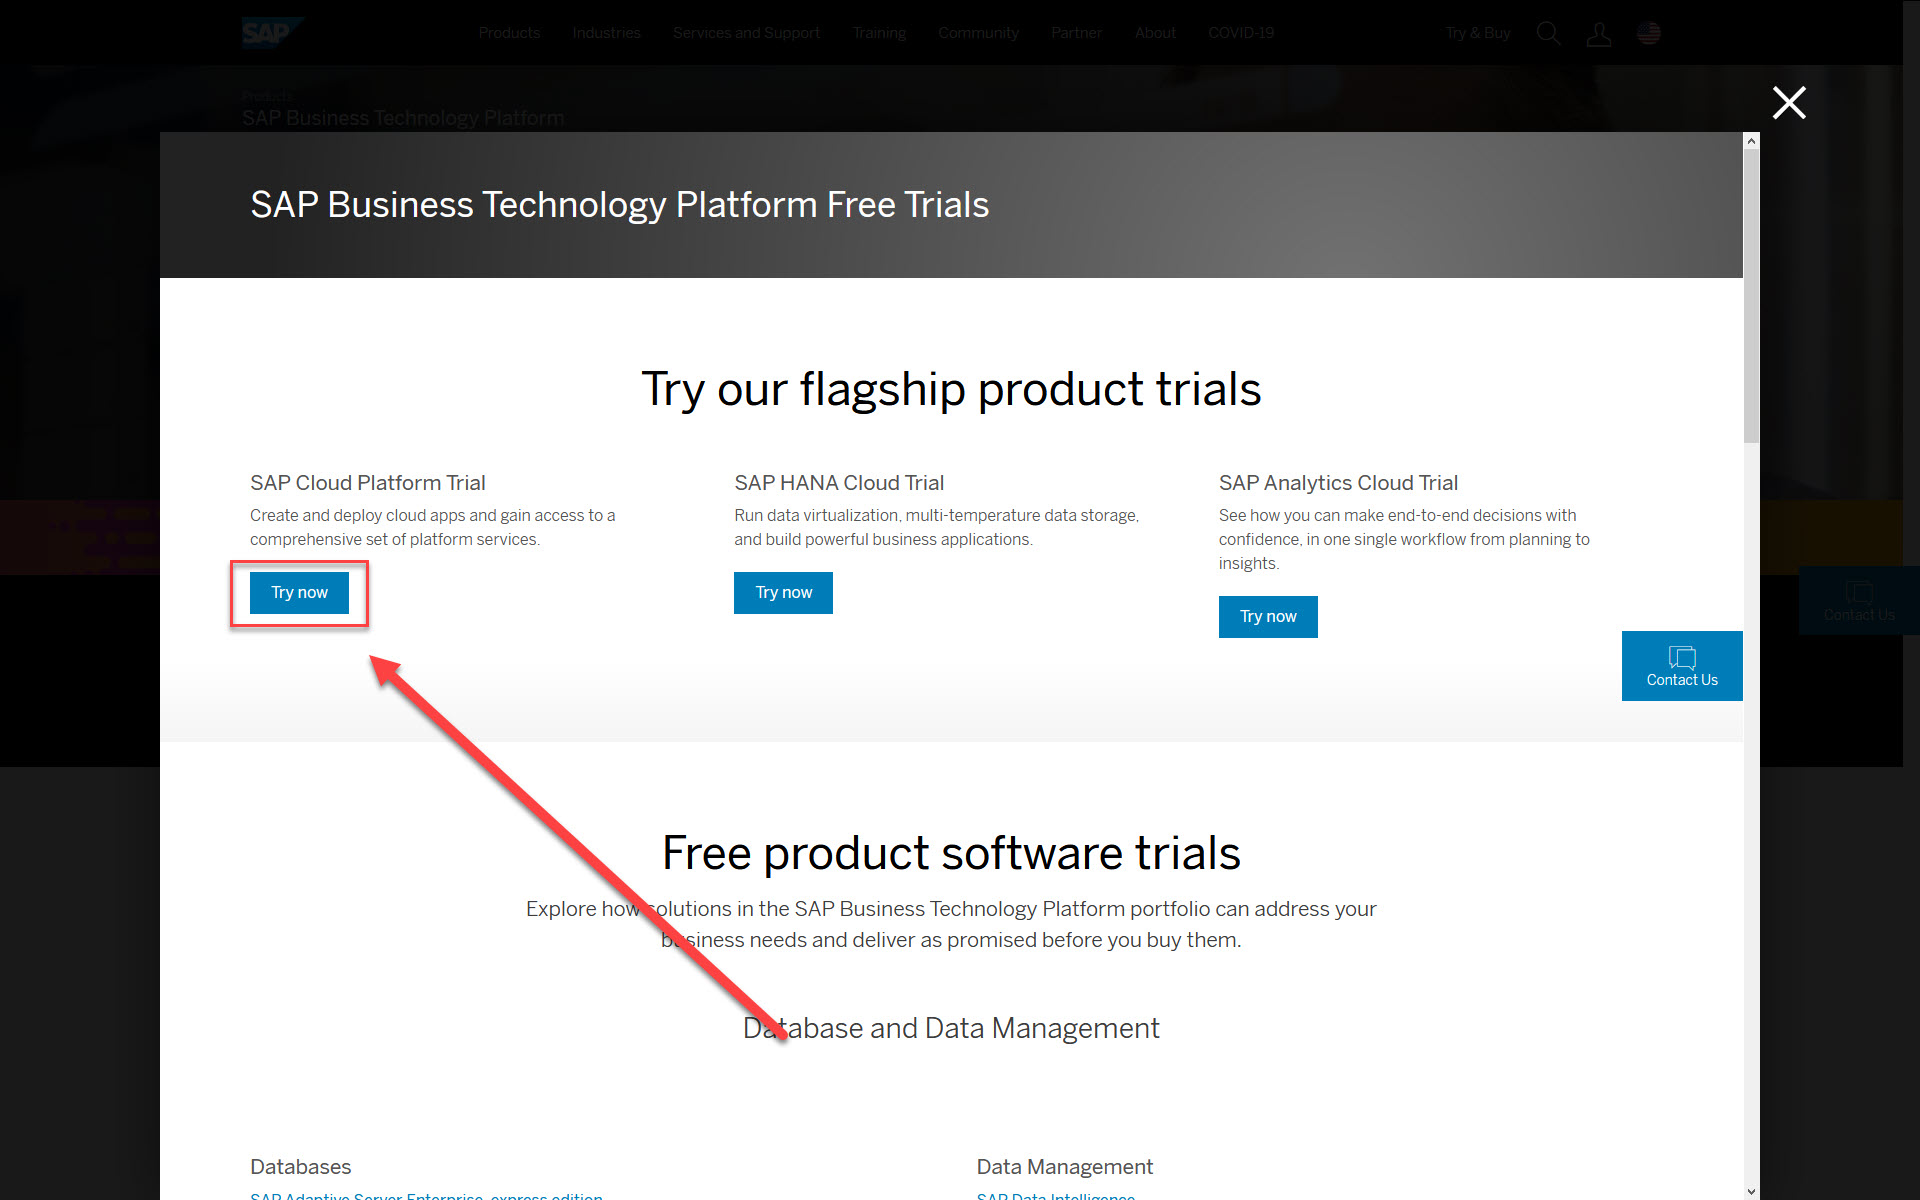 SAP
Products
Industries
Services and Support
Training
Community
Partner
About
COVID-19
Try & Buy
Products
SAP Business Technology Platform
SAP Business Technology Platform Free Trials
Try our flagship product trials
SAP Cloud Platform Trial
Create and deploy cloud apps and gain access to a
comprehensive set of platform services.
Try now
SAP HANA Cloud Trial
Run data virtualization, multi-temperature data storage,
and build powerful business applications.
Try now
SAP Analytics Cloud Trial
See how you can make end-to-end decisions with
confidence, in one single workflow from planning to
insights.
Try now
Contact Us
Contact Us
Free product software trials
Explore how solutions in the SAP Business Technology Platform portfolio can address your
business needs and deliver as promised before you buy them.
Database and Data Management
Databases
SAP Adaptive Server Enterprise, express edition
Data Management
SAP Data Intelligence